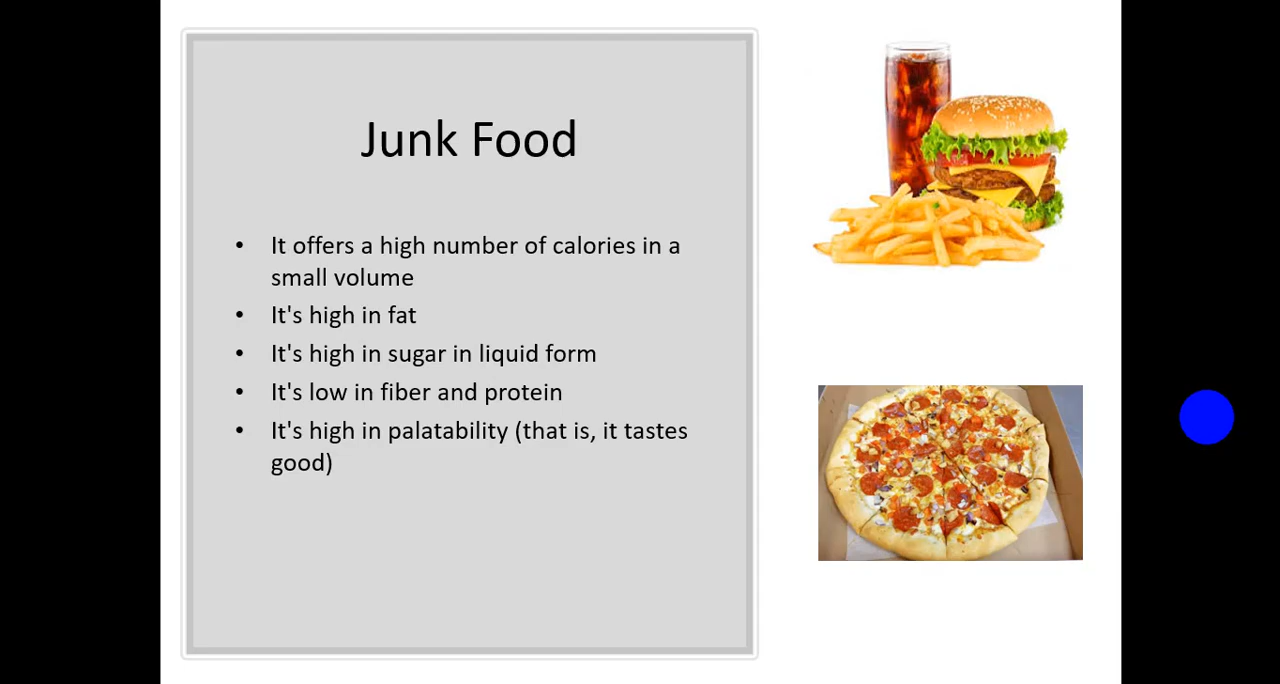 Junk Food
• It offers a high number of calories in a
small volume
• It's high in fat
• It's high in sugar in liquid form
• It's low in fiber and protein
• It's high in palatability (that is, it tastes
good)